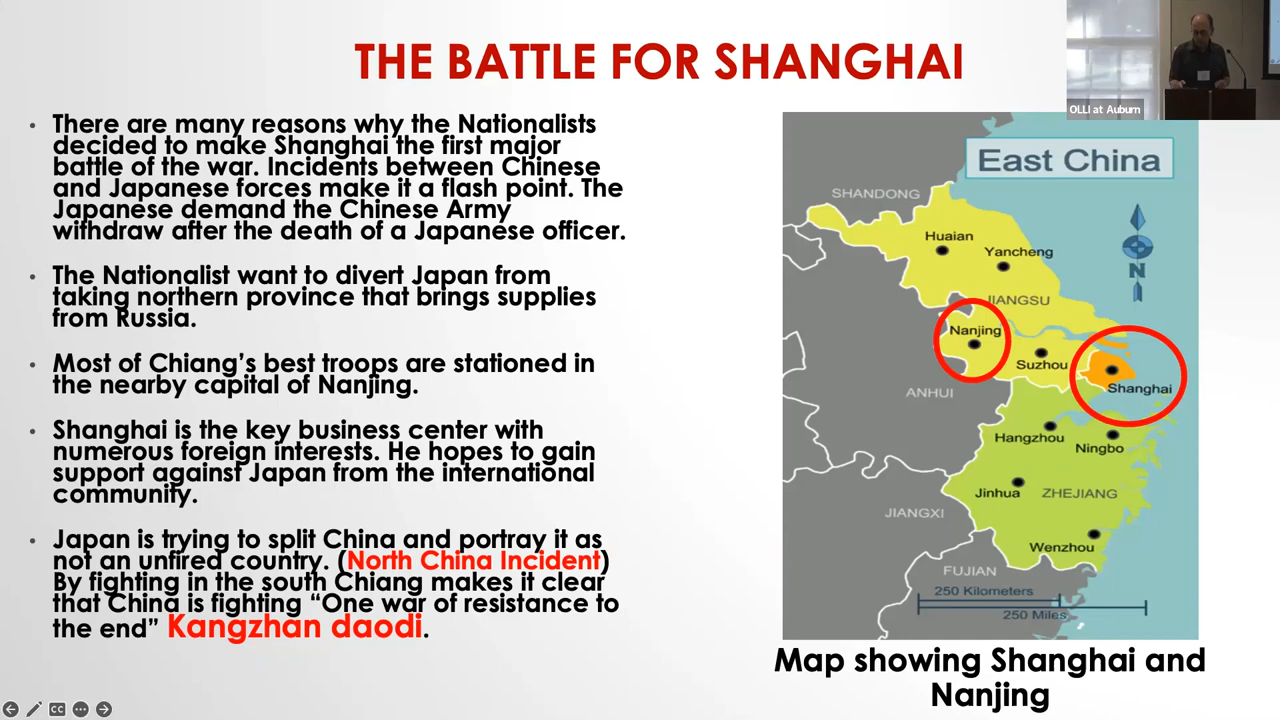 THE BATTLE FOR SHANGHAI
OLLI at Auburn
• There are many reasons why the Nationalists
decided to make Shanghai the first major
battle of the war. Incidents between Chinese
and Japanese forces make it a flash point. The
Japanese demand the Chinese Army
withdraw after the death of a Japanese officer.
• The Nationalist want to divert Japan from
taking northern province that brings supplies
from Russia.
• Most of Chiang’s best troops are stationed in
the nearby capital of Nanjing.
• Shanghai is the key business center with
numerous foreign interests. He hopes to gain
support against Japan from the international
community.
• Japan is trying to split China and portray it as
not an unfired country. (North China Incident)
By fighting in the south Chiang makes it clear
that China is fighting “One war of resistance to
the end” Kangzhan daodi.
East China
SHANDONG
Huaian
Yancheng
N
JIANGSU
Nanjing
Suzhou
Shanghai
ANHUI
Hangzhou
Ningbo
Jinhua
ZHEJIANG
JIANGXI
Wenzhou
FUJIAN
250 Kilometers
250 Miles
Map showing Shanghai and
Nanjing
CC